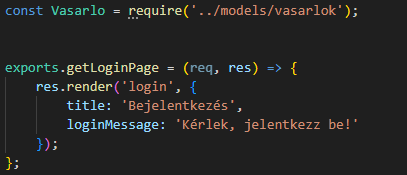 const Vasarlo = require('../models/vasarlok');
exports.getLoginPage = (req, res) => {
    res.render('login', {
        title: 'Bejelentkezés',
        loginMessage: 'Kérlek, jelentkezz be!'
    });
};